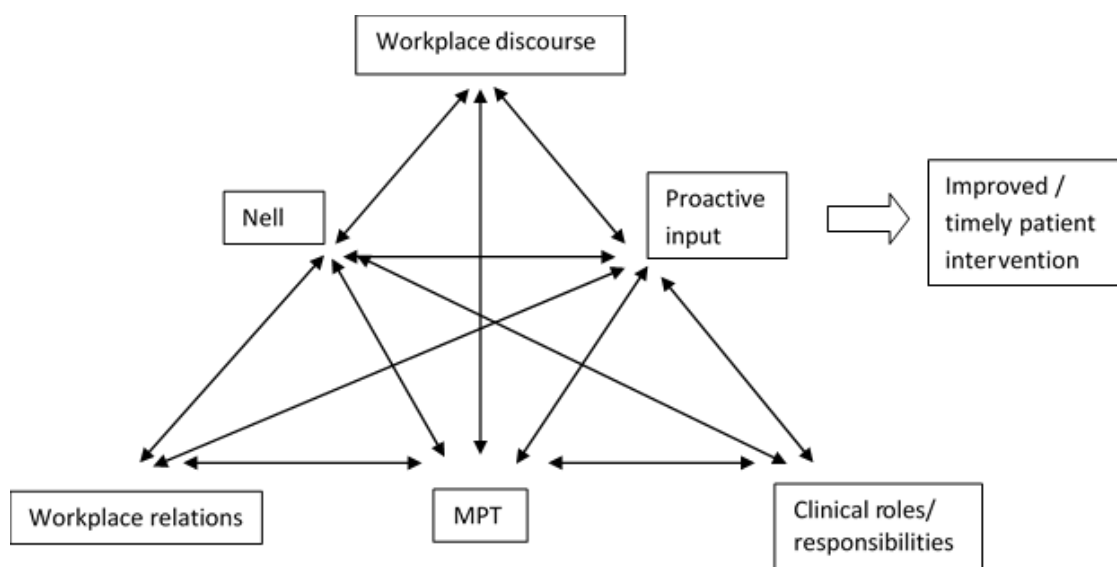 Workplace discourse
Nell
Proactive
input
Improved /
timely patient
intervention
Workplace relations
MPT
Clinical roles/
responsibilities